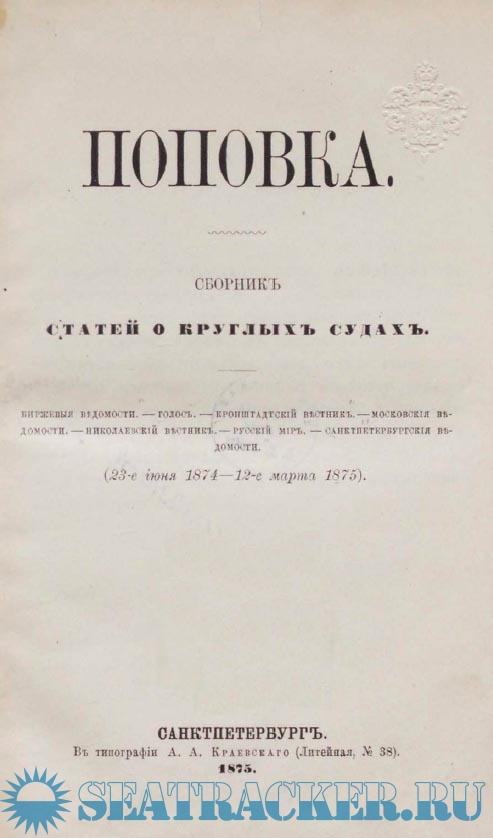 ПОПОВКА.
СБОРНИКЪ
СТАТЕЙ О КРУГЛЫХЪ СУДАХЪ.
БИРЖЕВЫЯ ВѢДОМОСТИ. — ГОЛОСЪ. — КРОНШТАДТСКІЙ ВѢСТНИКЪ. — МОСКОВСКІЯ ВѢ-
ДОМОСТИ. — НИКОЛАЕВСКІЙ ВѢСТНИКЪ. — РУССКІЙ МІРЪ. — САНКТПЕТЕРБУРГСКІЯ ВѢ-
ДОМОСТИ.
(23-е іюня 1874—12-е марта 1875).
САНКТПЕТЕРБУРГЪ.
Въ типографіи А. А. Краевскаго (Литейная, № 38).
1875.
SEATRACKER.RU